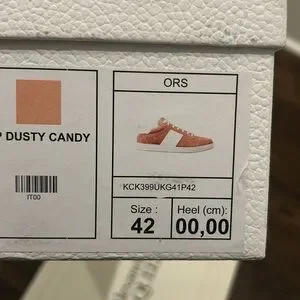 ORS
P DUSTY CANDY
KCK399UKG41P42
IT00
Size :
42
Heel (cm):
00,00